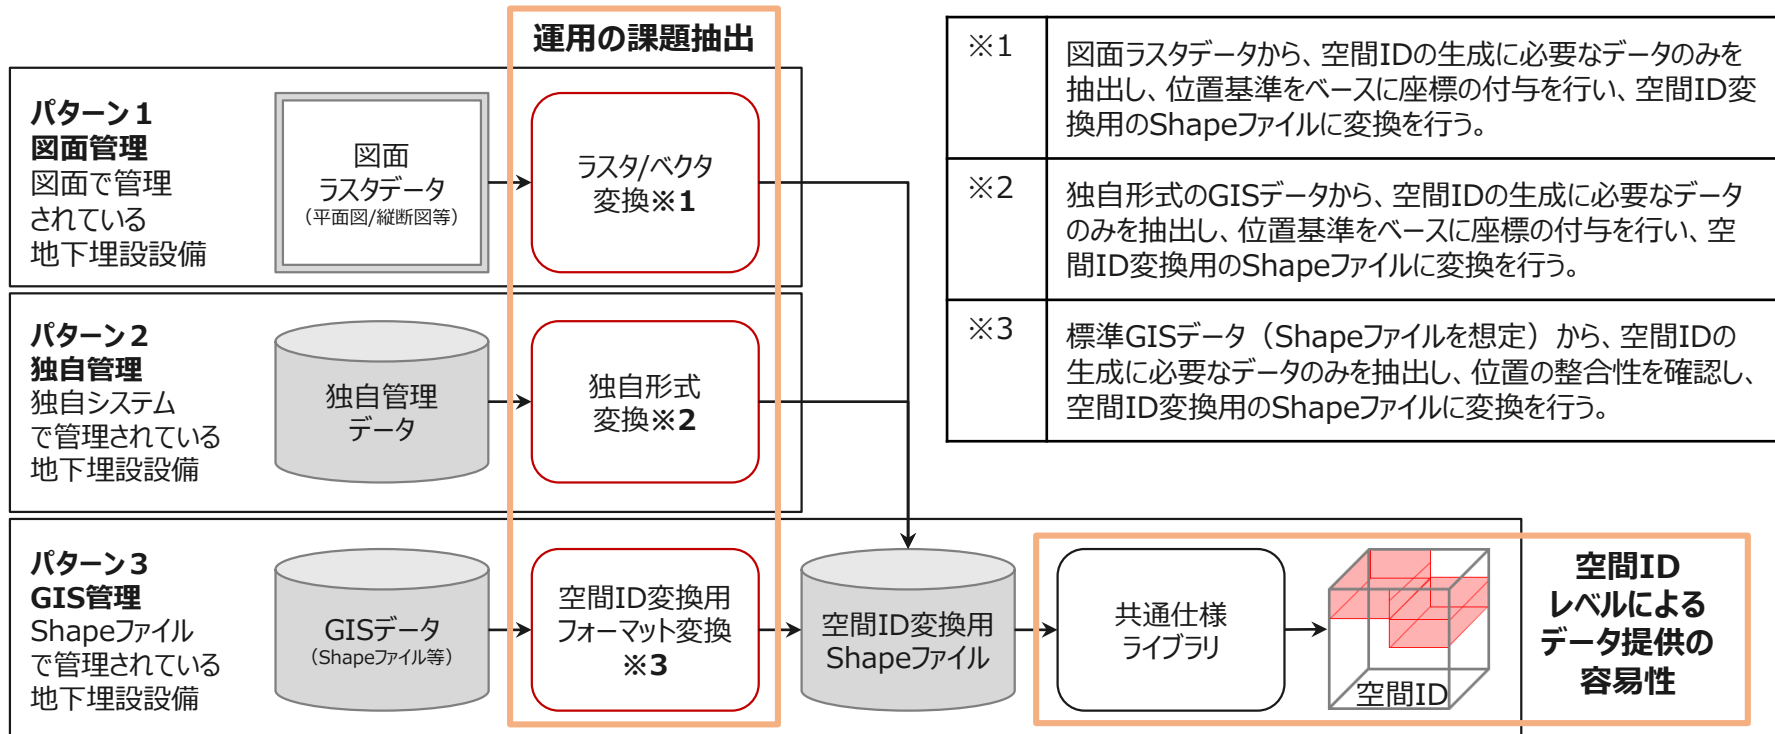 運用の課題抽出
パターン１
図面管理
図面で管理
されている
地下埋設設備
図面
ラスタデータ
（平面図/縦断図等）
ラスタ/ベクタ
変換※1
パターン２
独自管理
独自システム
で管理されている
地下埋設設備
独自管理
データ
独自形式
変換※2
パターン３
GIS管理
Shapeファイル
で管理されている
地下埋設設備
GISデータ
（Shapeファイル等）
空間ID変換用
フォーマット変換
※3
空間ID変換用
Shapeファイル
共通仕様
ライブラリ
空間ID
空間ID
レベルによる
データ提供の
容易性
※1
図面ラスタデータから、空間IDの生成に必要なデータのみを
抽出し、位置基準をベースに座標の付与を行い、空間ID変
換用のShapeファイルに変換を行う。
※2
独自形式のGISデータから、空間IDの生成に必要なデータ
のみを抽出し、位置基準をベースに座標の付与を行い、空
間ID変換用のShapeファイルに変換を行う。
※3
標準GISデータ（Shapeファイルを想定）から、空間IDの
生成に必要なデータのみを抽出し、位置の整合性を確認し、
空間ID変換用のShapeファイルに変換を行う。